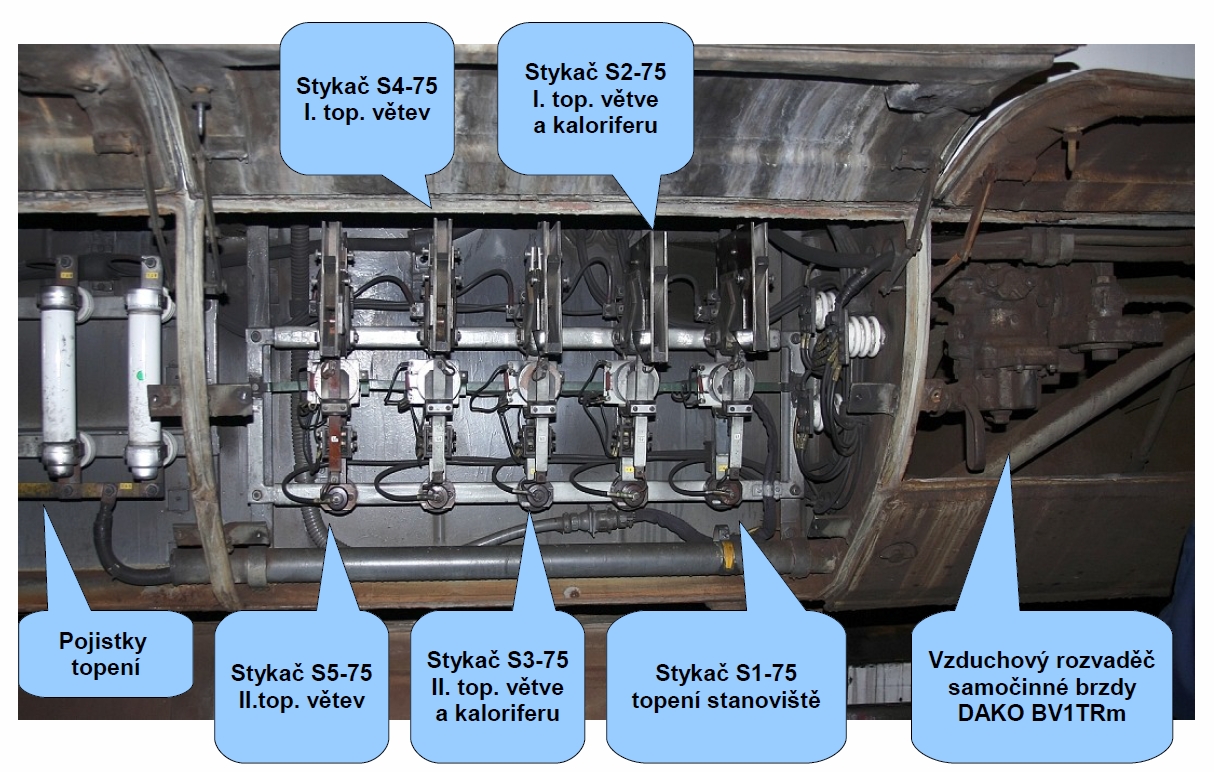 Stykač S4-75
I. top. větev
Stykač S2-75
I. top. větve
a kaloriferu
Pojistky
topení
Stykač S5-75
II.top. větev
Stykač S3-75
II. top. větve
a kaloriferu
Stykač S1-75
topení stanoviště
Vzduchový rozvaděč
samočinné brzdy
DAKO BV1TRm